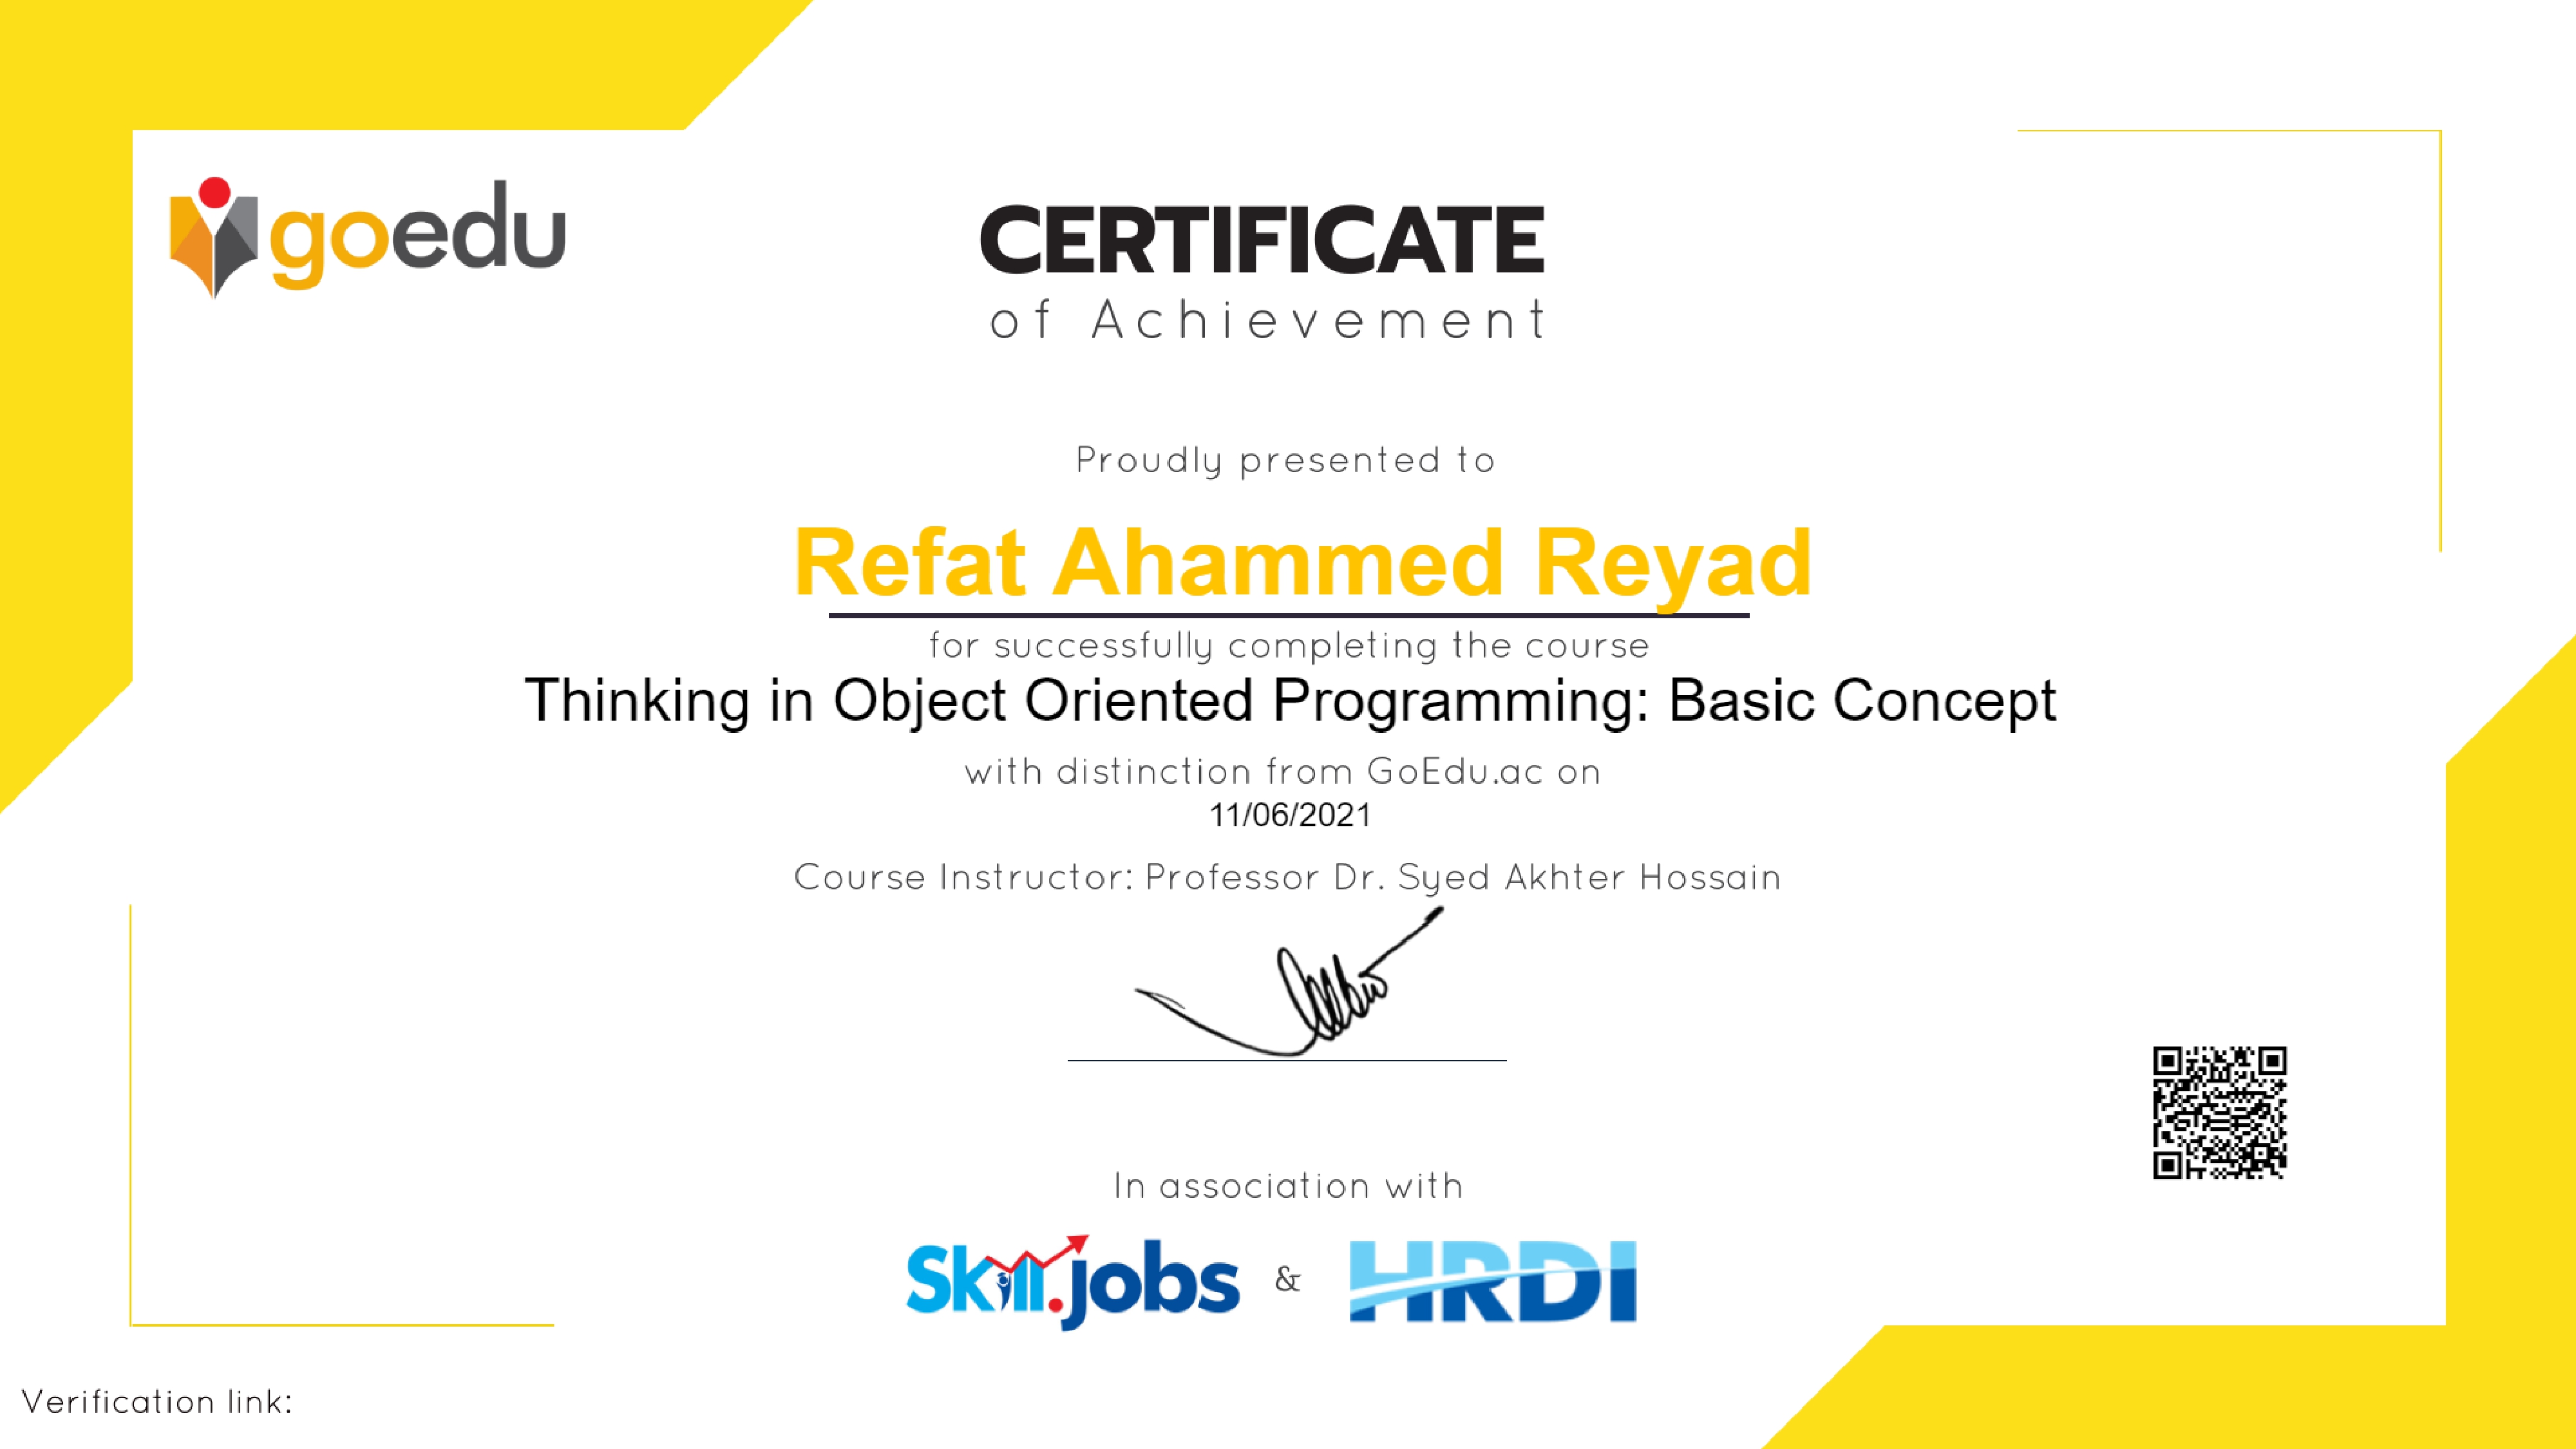 goedu
CERTIFICATE
of Achievement
Proudly presented to
Refat Ahammed Reyad
for successfully completing the course
Thinking in Object Oriented Programming: Basic Concept
with distinction from GoEdu.ac on
11/06/2021
Course Instructor: Professor Dr. Syed Akhter Hossain
In association with
Skill.jobs & HRDI
Verification link: